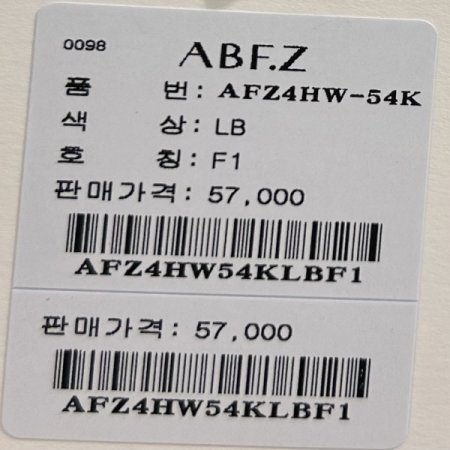 0098 ABF.Z
품 번: AFZ4HW-54K
색 상: LB
호 칭: F1
판매가격: 57,000
AFZ4HW54KLBF1
판매가격: 57,000
AFZ4HW54KLBF1